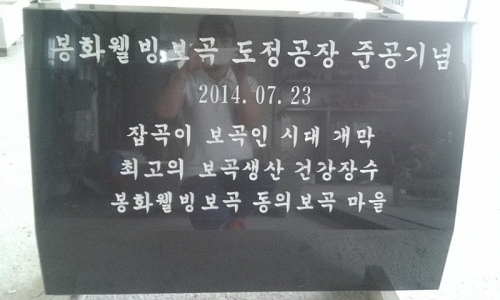 봉화웰빙보곡 도정공장 준공기념
2014.07.23
잡곡이 보곡인 시대 개막
최고의 보곡생산 건강장수
봉화웰빙보곡 동의보곡 마을